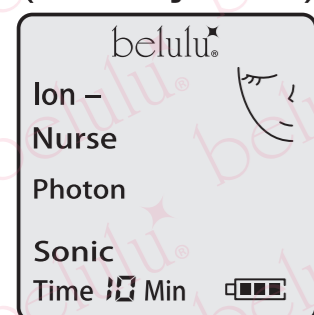 belulu®
Ion –
Nurse
Photon
Sonic
Time 10 Min